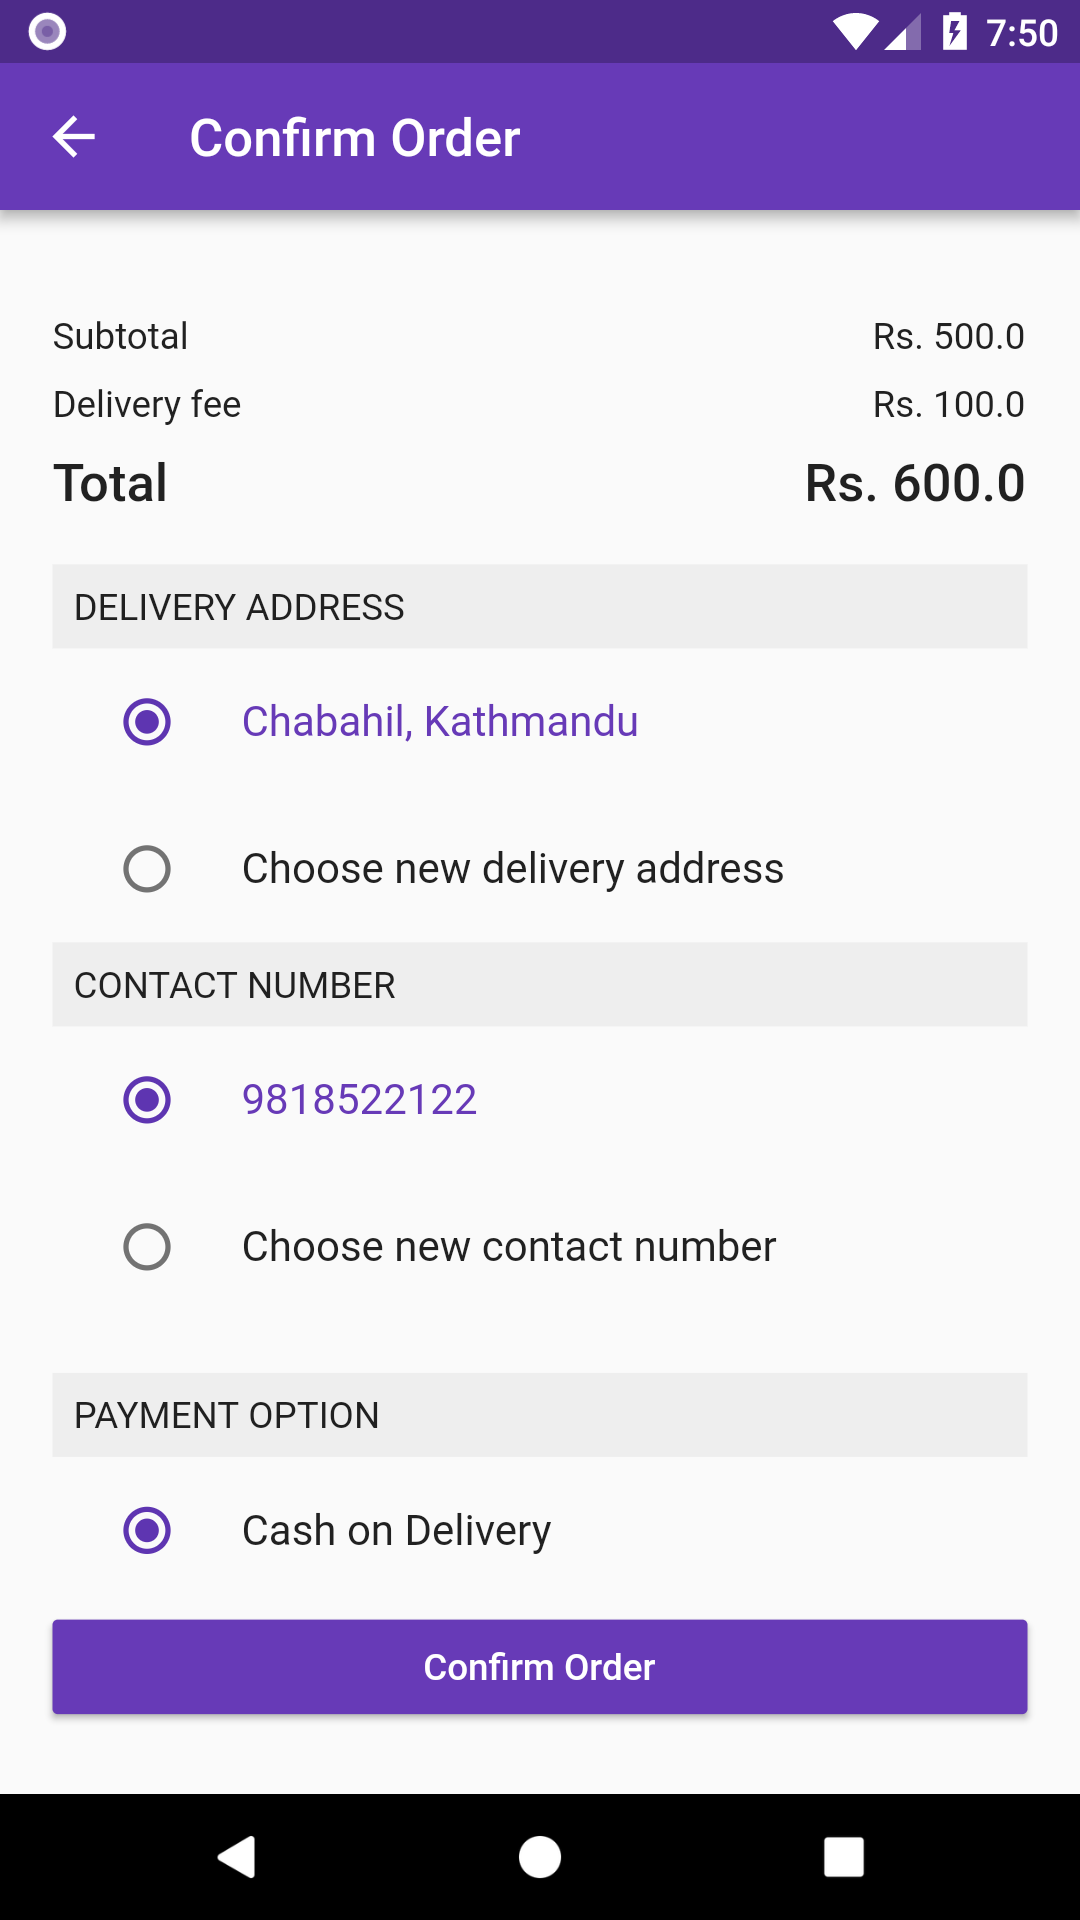 7:50
Confirm Order
Subtotal Rs. 500.0
Delivery fee Rs. 100.0
Total Rs. 600.0
DELIVERY ADDRESS
Chabahil, Kathmandu
Choose new delivery address
CONTACT NUMBER
9818522122
Choose new contact number
PAYMENT OPTION
Cash on Delivery
Confirm Order